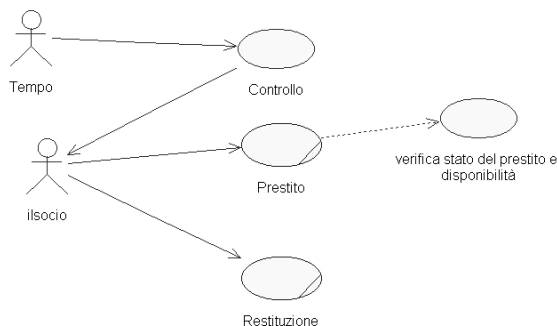 Tempo
Controllo
ilsocio
Prestito
verifica stato del prestito e
disponibilità
Restituzione